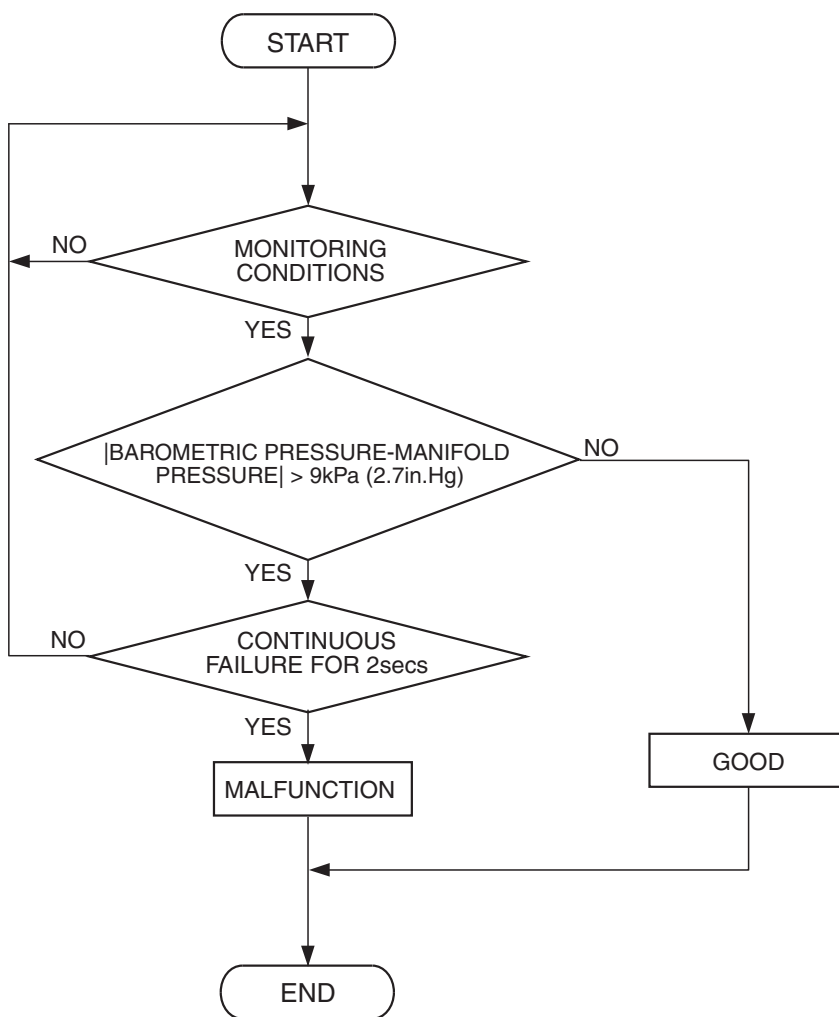 START
NO
MONITORING
CONDITIONS
YES
|BAROMETRIC PRESSURE-MANIFOLD
PRESSURE| > 9kPa (2.7in.Hg)
NO
YES
NO
CONTINUOUS
FAILURE FOR 2secs
YES
GOOD
MALFUNCTION
END